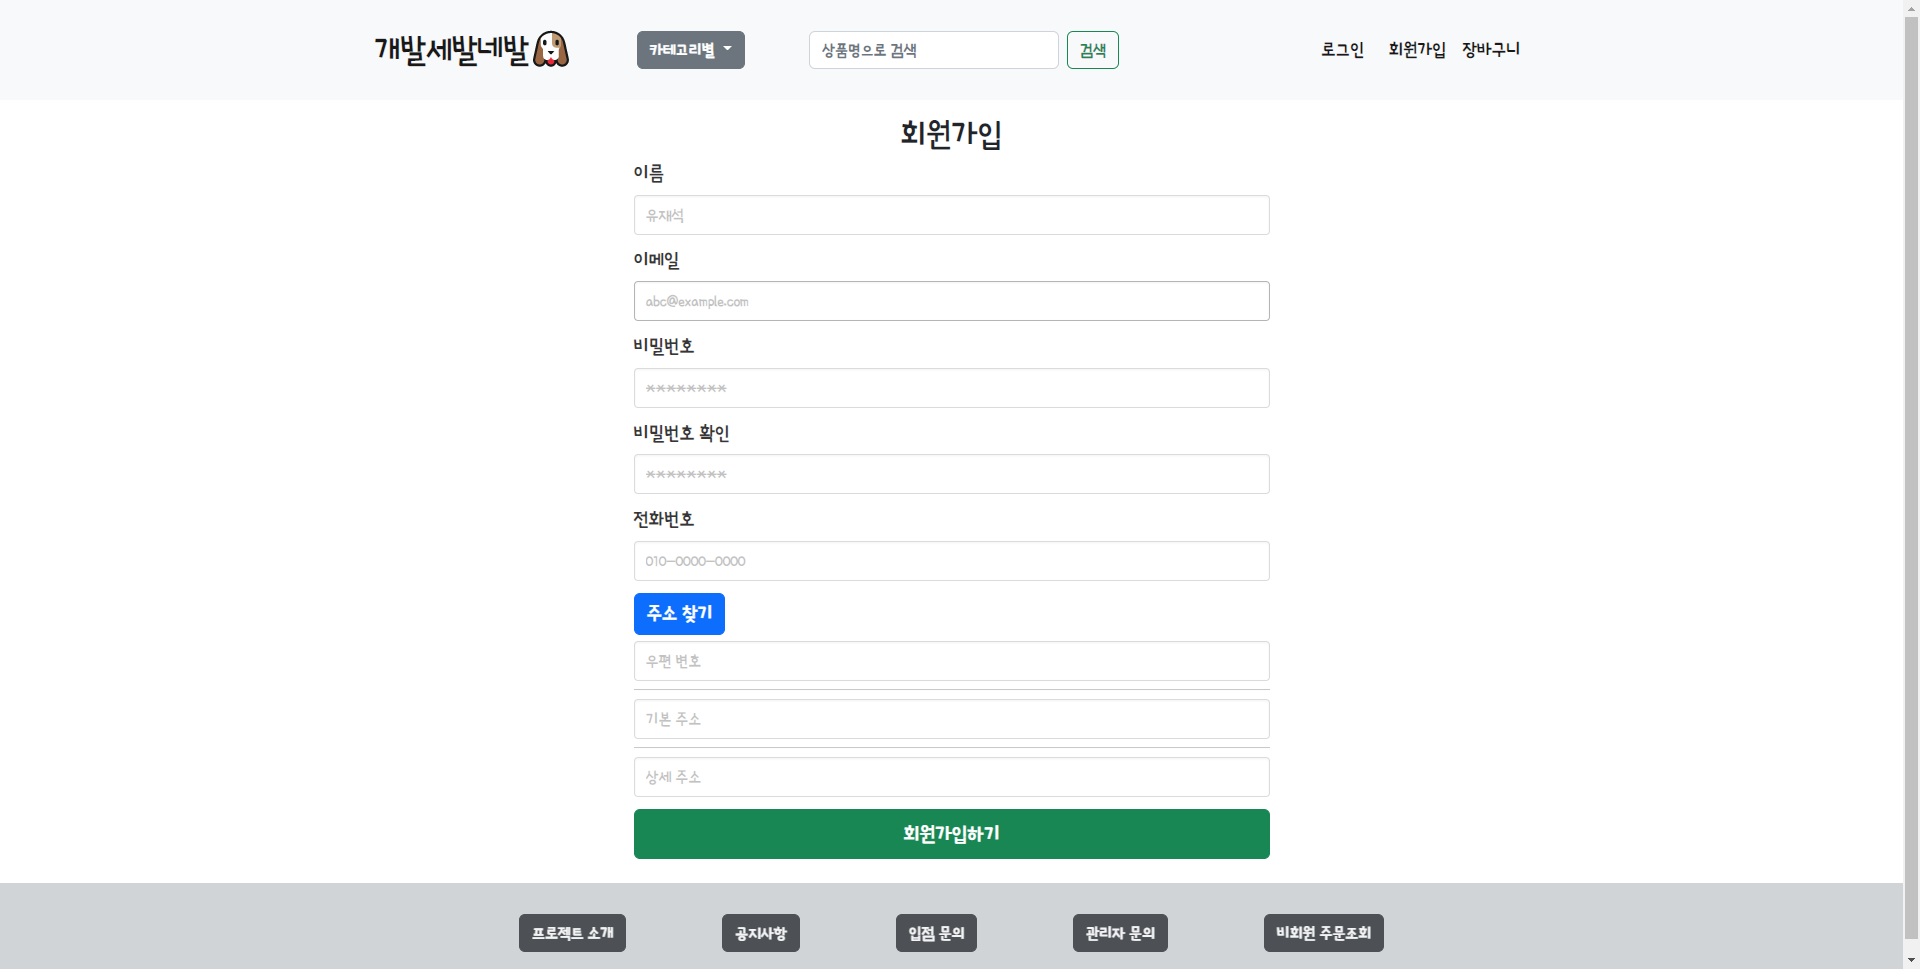 개발세발네발
카테고리별
상품명으로 검색
검색
로그인
회원가입
장바구니
회원가입
이름
유재석
이메일
abc@example.com
비밀번호
********
비밀번호 확인
********
전화번호
010-0000-0000
주소 찾기
우편 번호
기본 주소
상세 주소
회원가입하기
프로젝트 소개
공지사항
입점 문의
관리자 문의
비회원 주문조회